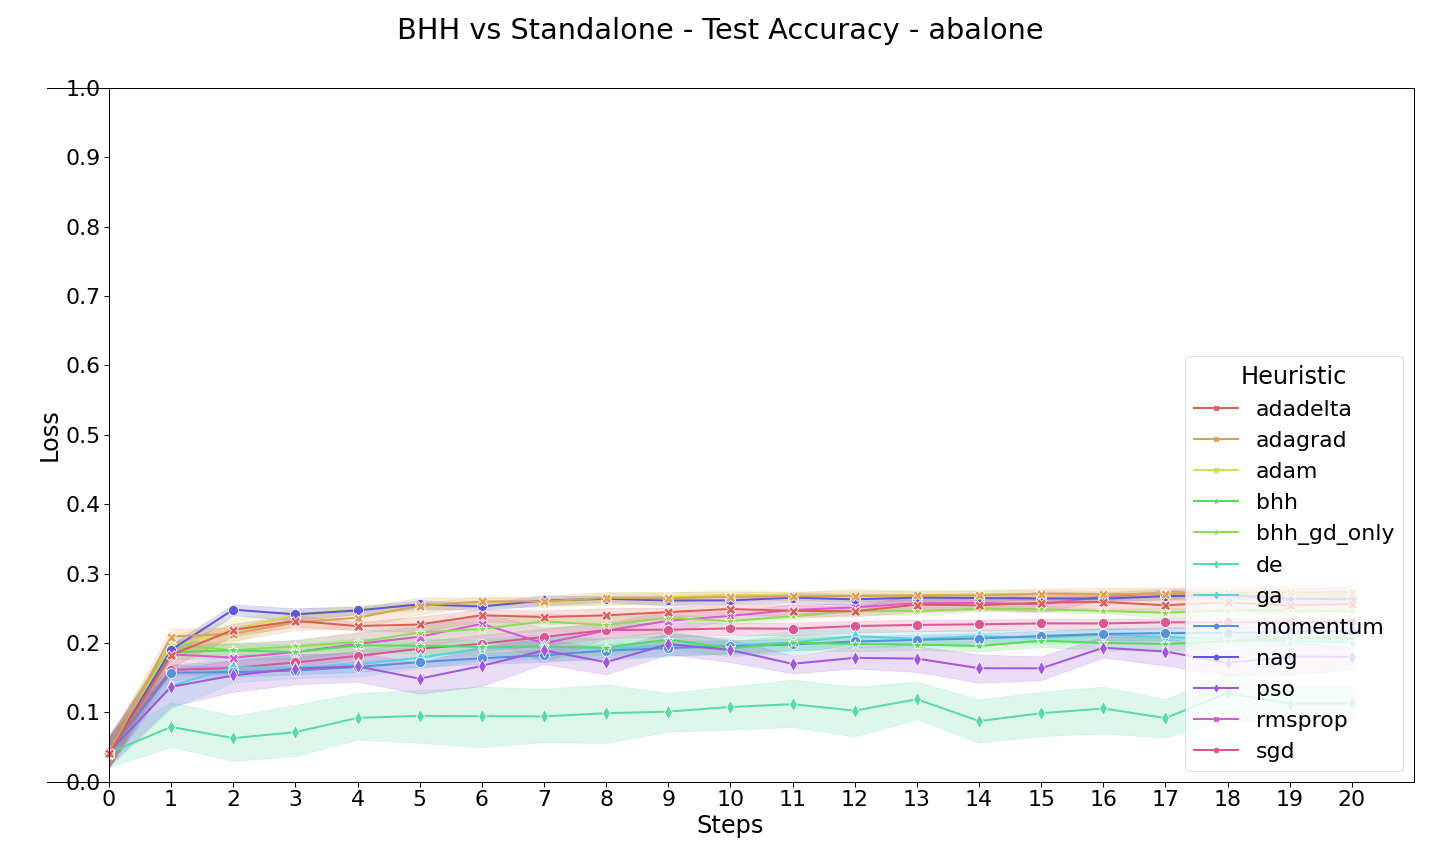 BHH vs Standalone - Test Accuracy - abalone
1.0
0.9
0.8
0.7
0.6
0.5
0.4
0.3
0.2
0.1
0.0
Loss
Heuristic
adadelta
adagrad
adam
bhh
bhh_gd_only
de
ga
momentum
nag
pso
rmsprop
sgd
0 1 2 3 4 5 6 7 8 9 10 11 12 13 14 15 16 17 18 19 20
Steps